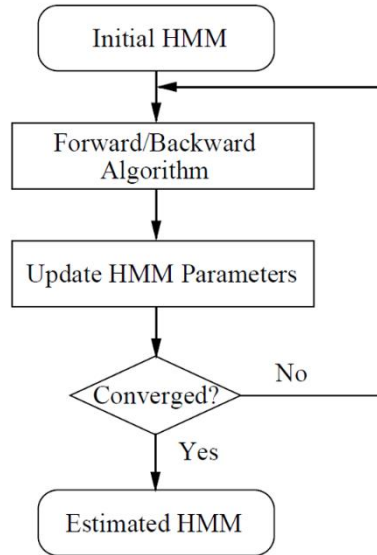 Initial HMM
Forward/Backward
Algorithm
Update HMM Parameters
Converged?
No
Yes
Estimated HMM